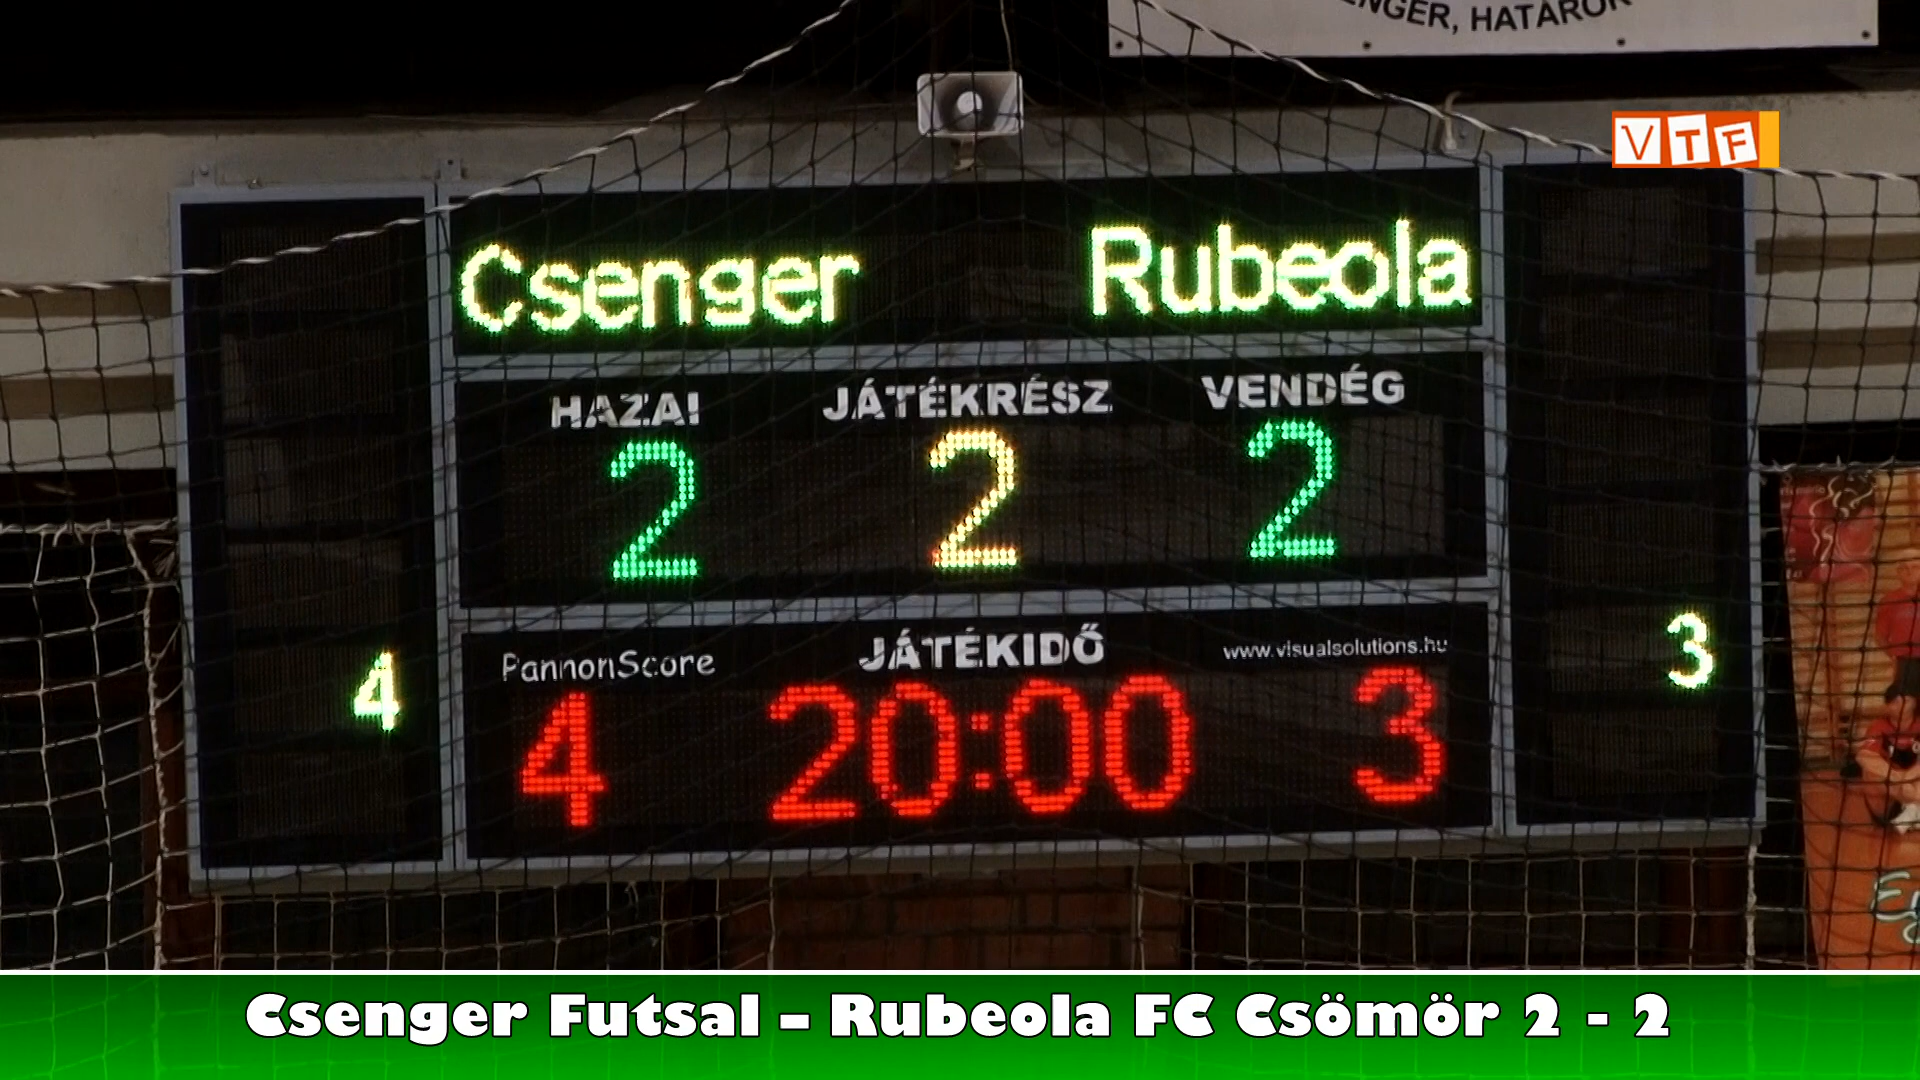 ENGER, HATÁRŐR
VTF
Csenger Rubeola
HAZAI JÁTÉKRÉSZ VENDÉG
2 2 2
4 3
PannonScore JÁTÉKIDŐ www.visualsolutions.hu
4 20:00 3
Csenger Futsal – Rubeola FC Csömör 2 - 2